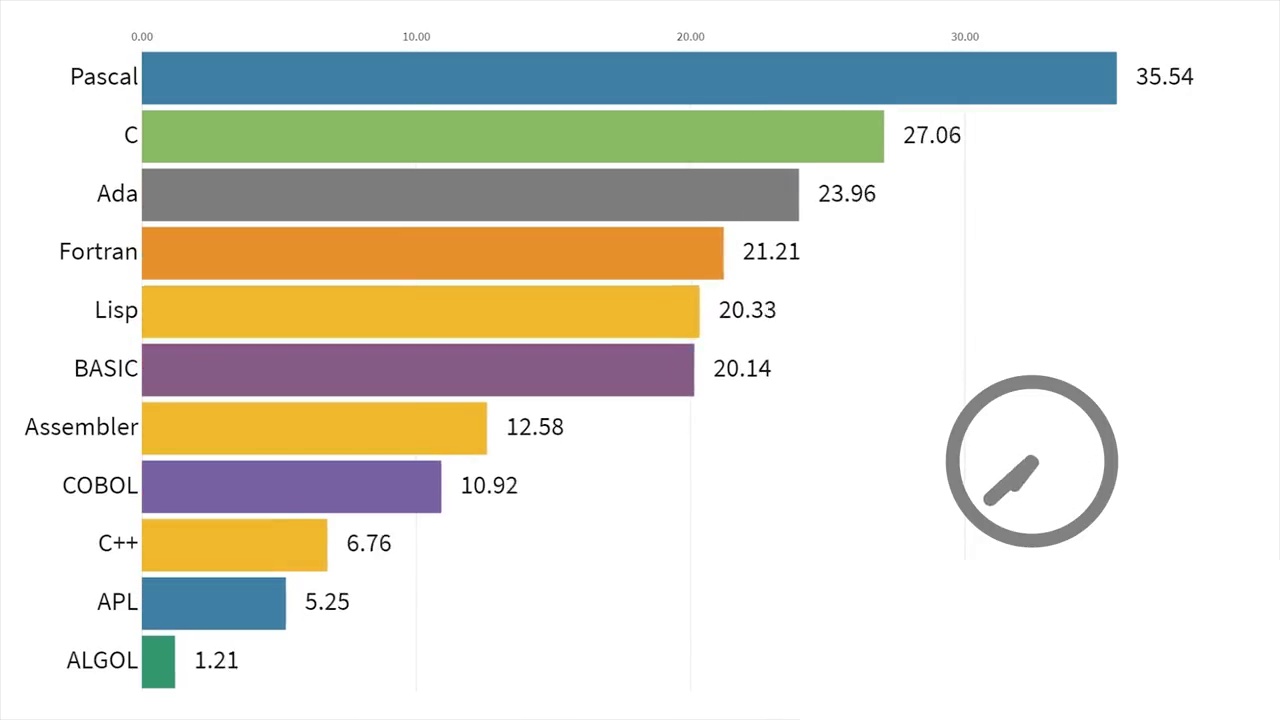 0.00 10.00 20.00 30.00
Pascal 35.54
C 27.06
Ada 23.96
Fortran 21.21
Lisp 20.33
BASIC 20.14
Assembler 12.58
COBOL 10.92
C++ 6.76
APL 5.25
ALGOL 1.21